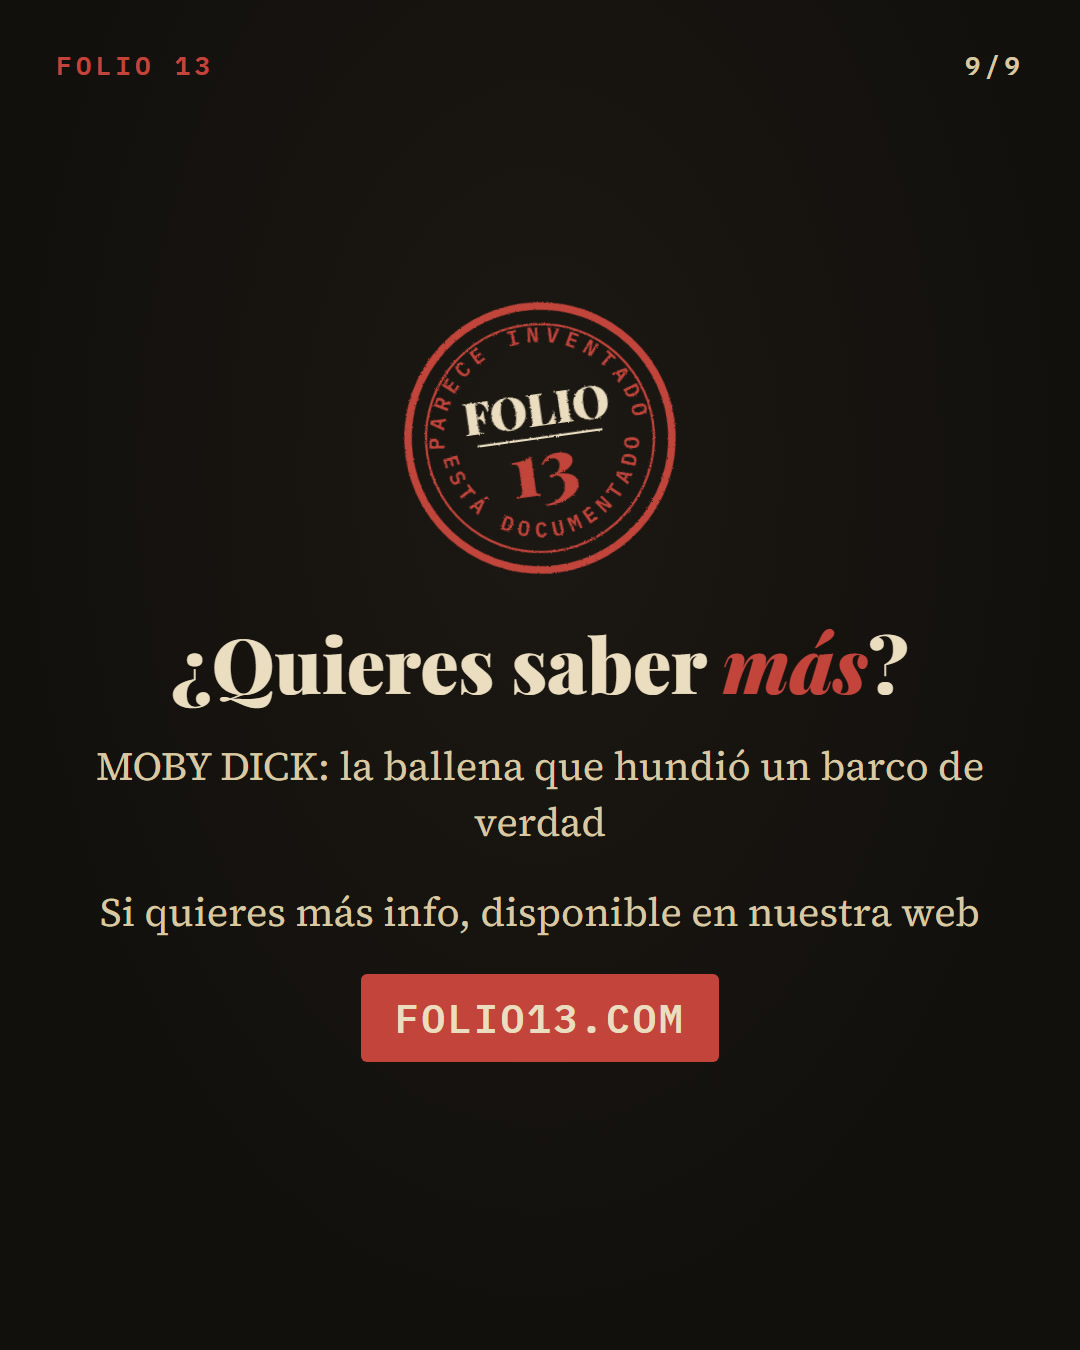 FOLIO 13
9/9
PARECE INVENTADO
FOLIO
13
ESTÁ DOCUMENTADO
¿Quieres saber más?
MOBY DICK: la ballena que hundió un barco de
verdad
Si quieres más info, disponible en nuestra web
FOLIO13.COM